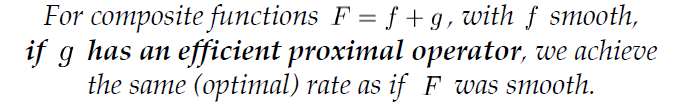 For composite functions F = f + g, with f smooth,
if g has an efficient proximal operator, we achieve
the same (optimal) rate as if F was smooth.